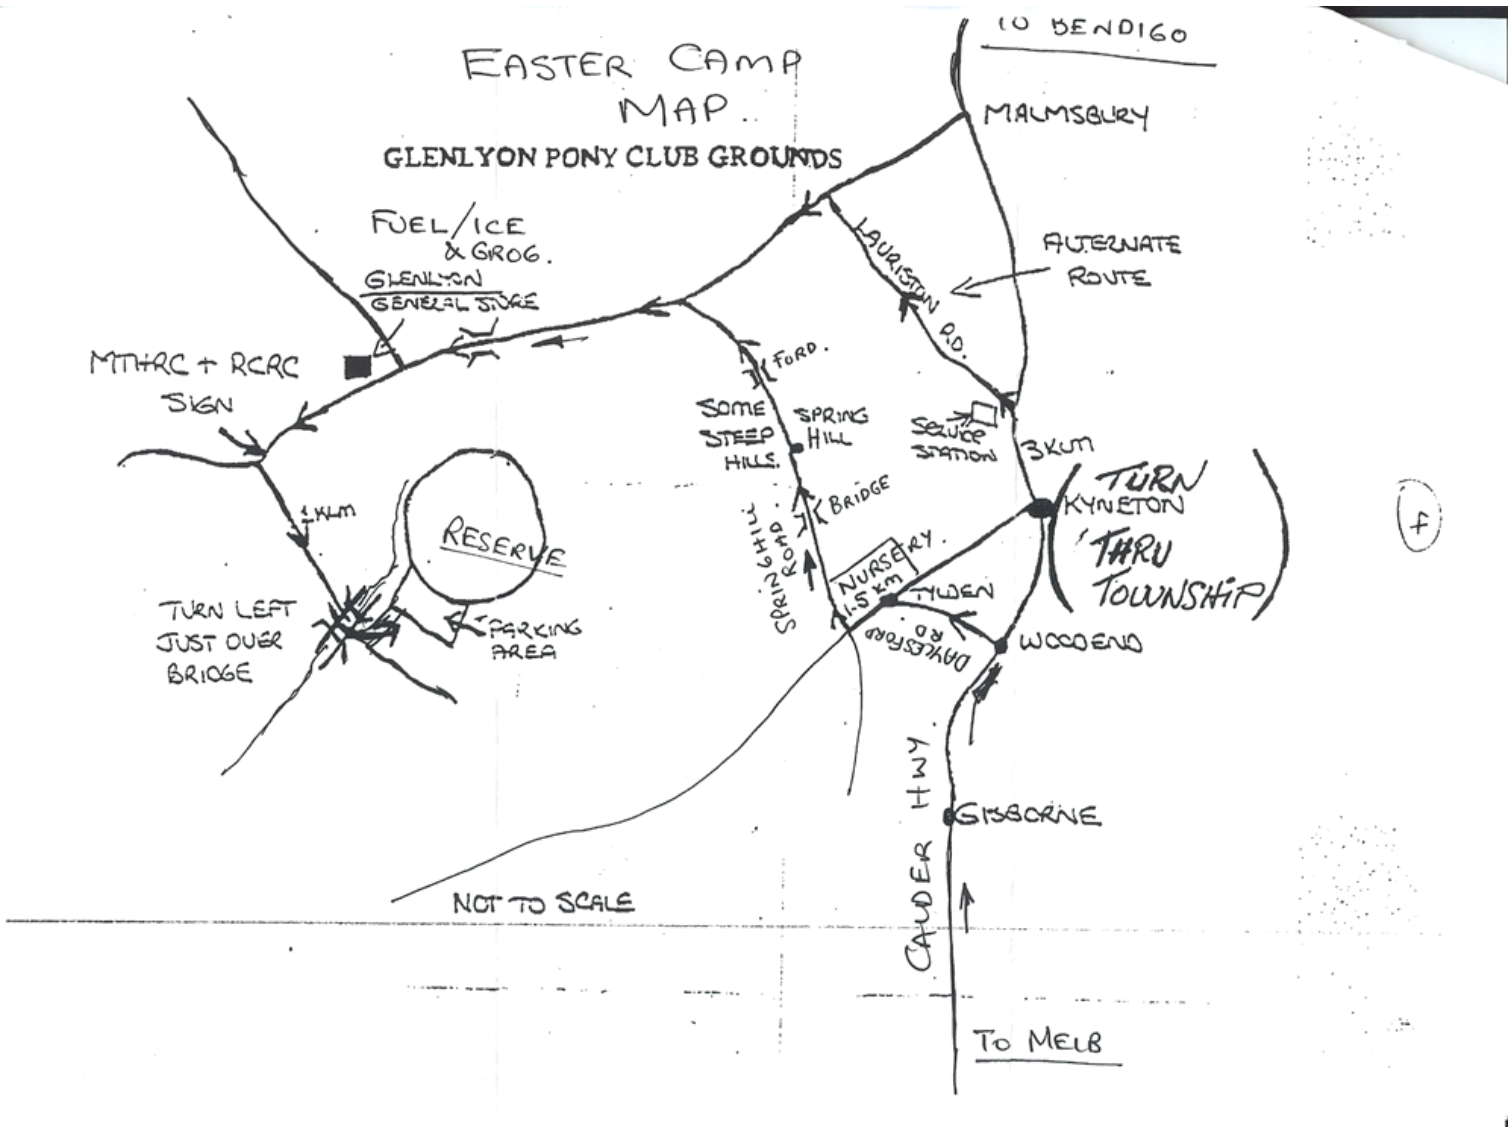 TO BENDIGO
EASTER CAMP
MAP..
MALMSBURY
GLENLYON PONY CLUB GROUNDS
FUEL/ICE
& GROG.
GLENLYON
GENERAL STORE
LAURISTON RD.
ALTERNATE
ROUTE
MTHRC + RCRC
SIGN
FORD.
SOME
STEEP
HILLS.
SPRING
HILL
SERVICE
STATION
3KLM
TURN
KYNETON
THRU
TOWNSHIP
1KLM
RESERVE
BRIDGE
SPRINGHILL
ROAD.
NURSERY.
1.5 KM
TYLDEN
DAYLESFORD
RD
WOODEND
TURN LEFT
JUST OVER
BRIDGE
PARKING
AREA
CALDER HWY.
GISBORNE
NOT TO SCALE
TO MELB
f